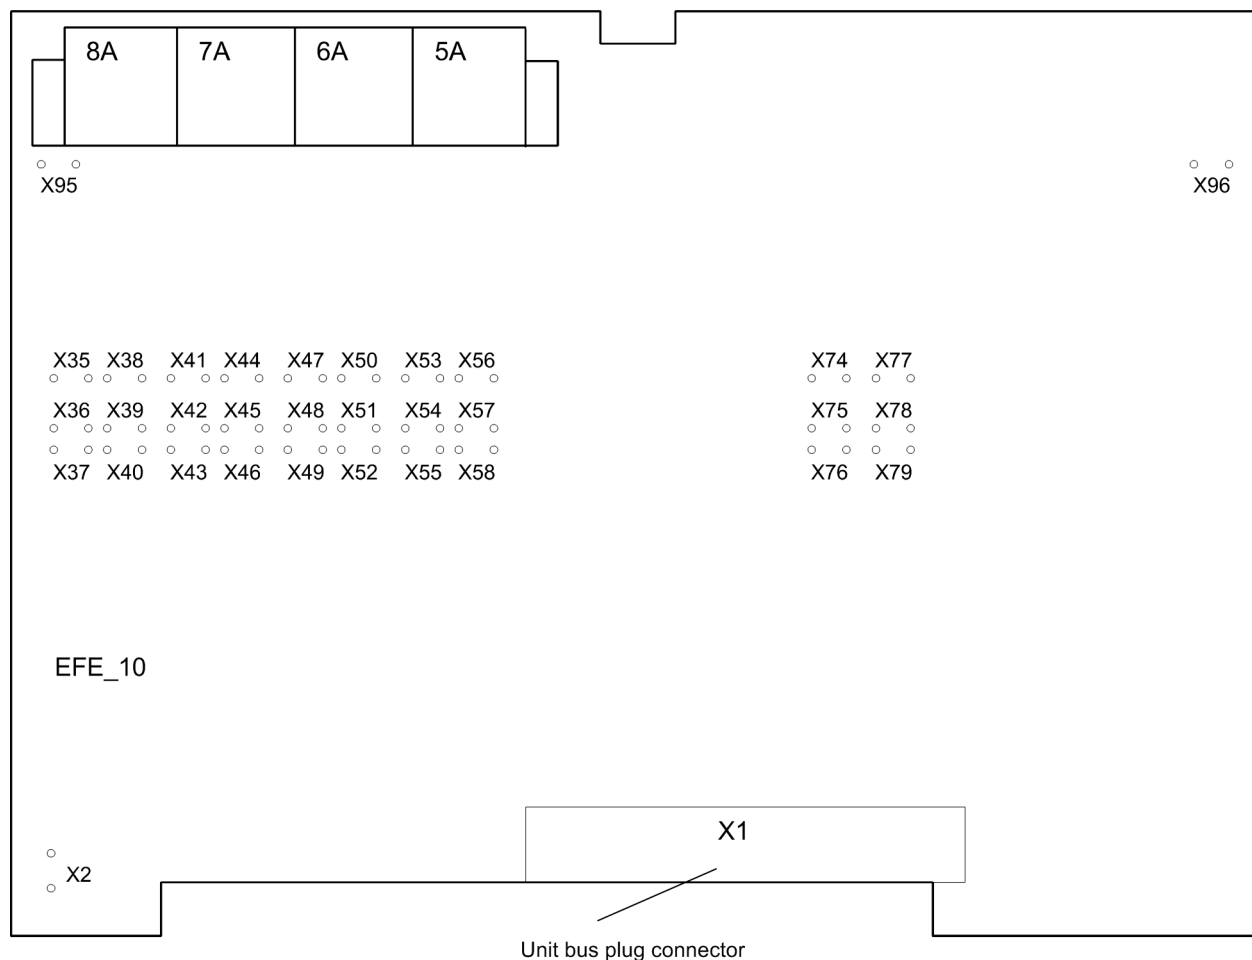 8A 7A 6A 5A
X95 X96
X35 X38 X41 X44 X47 X50 X53 X56 X74 X77
X36 X39 X42 X45 X48 X51 X54 X57 X75 X78
X37 X40 X43 X46 X49 X52 X55 X58 X76 X79
EFE_10
X1
X2
Unit bus plug connector